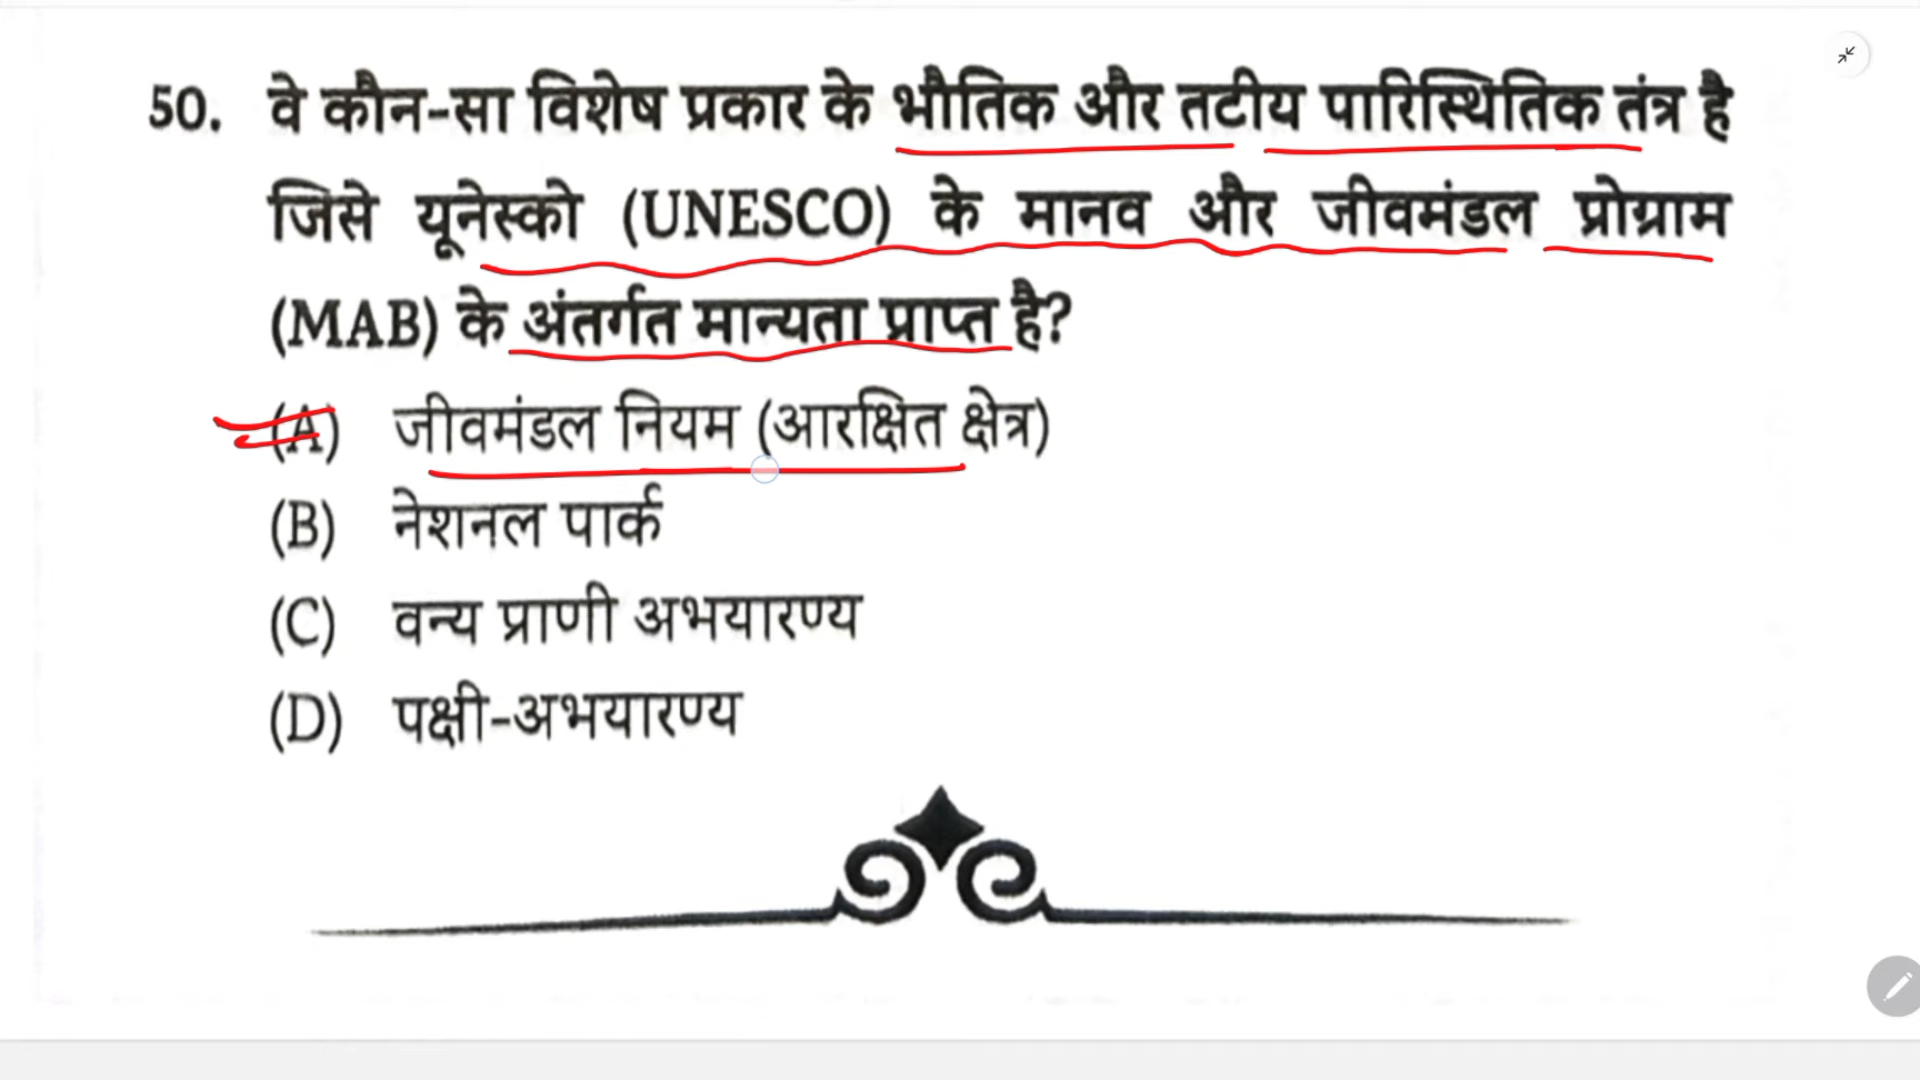 50. वे कौन-सा विशेष प्रकार के भौतिक और तटीय पारिस्थितिक तंत्र है
जिसे यूनेस्को (UNESCO) के मानव और जीवमंडल प्रोग्राम
(MAB) के अंतर्गत मान्यता प्राप्त है?
(A) जीवमंडल नियम (आरक्षित क्षेत्र)
(B) नेशनल पार्क
(C) वन्य प्राणी अभयारण्य
(D) पक्षी-अभयारण्य